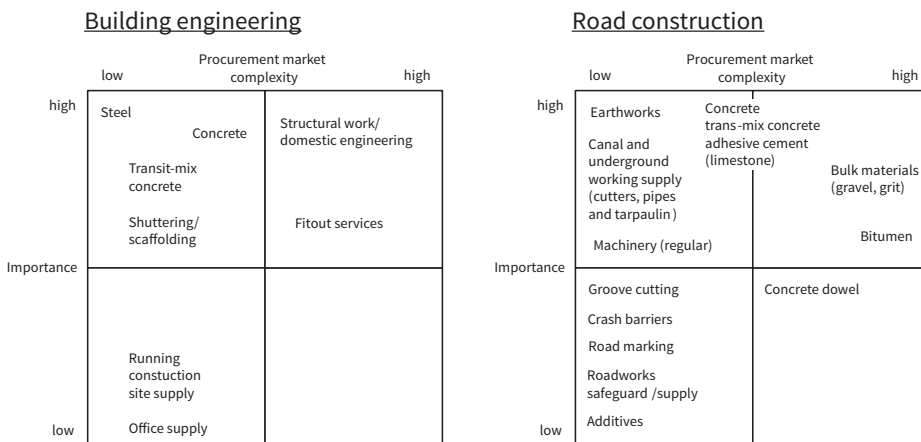 Building engineering
Procurement market
complexity
low
high
high
Importance
low
Steel
Concrete
Transit-mix
concrete
Shuttering/
scaffolding
Structural work/
domestic engineering
Fitout services
Running
constuction
site supply
Office supply
Road construction
Procurement market
complexity
low
high
high
Importance
low
Earthworks
Canal and
underground
working supply
(cutters, pipes
and tarpaulin )
Machinery (regular)
Concrete
trans-mix concrete
adhesive cement
(limestone)
Bulk materials
(gravel, grit)
Bitumen
Groove cutting
Crash barriers
Road marking
Roadworks
safeguard /supply
Additives
Concrete dowel